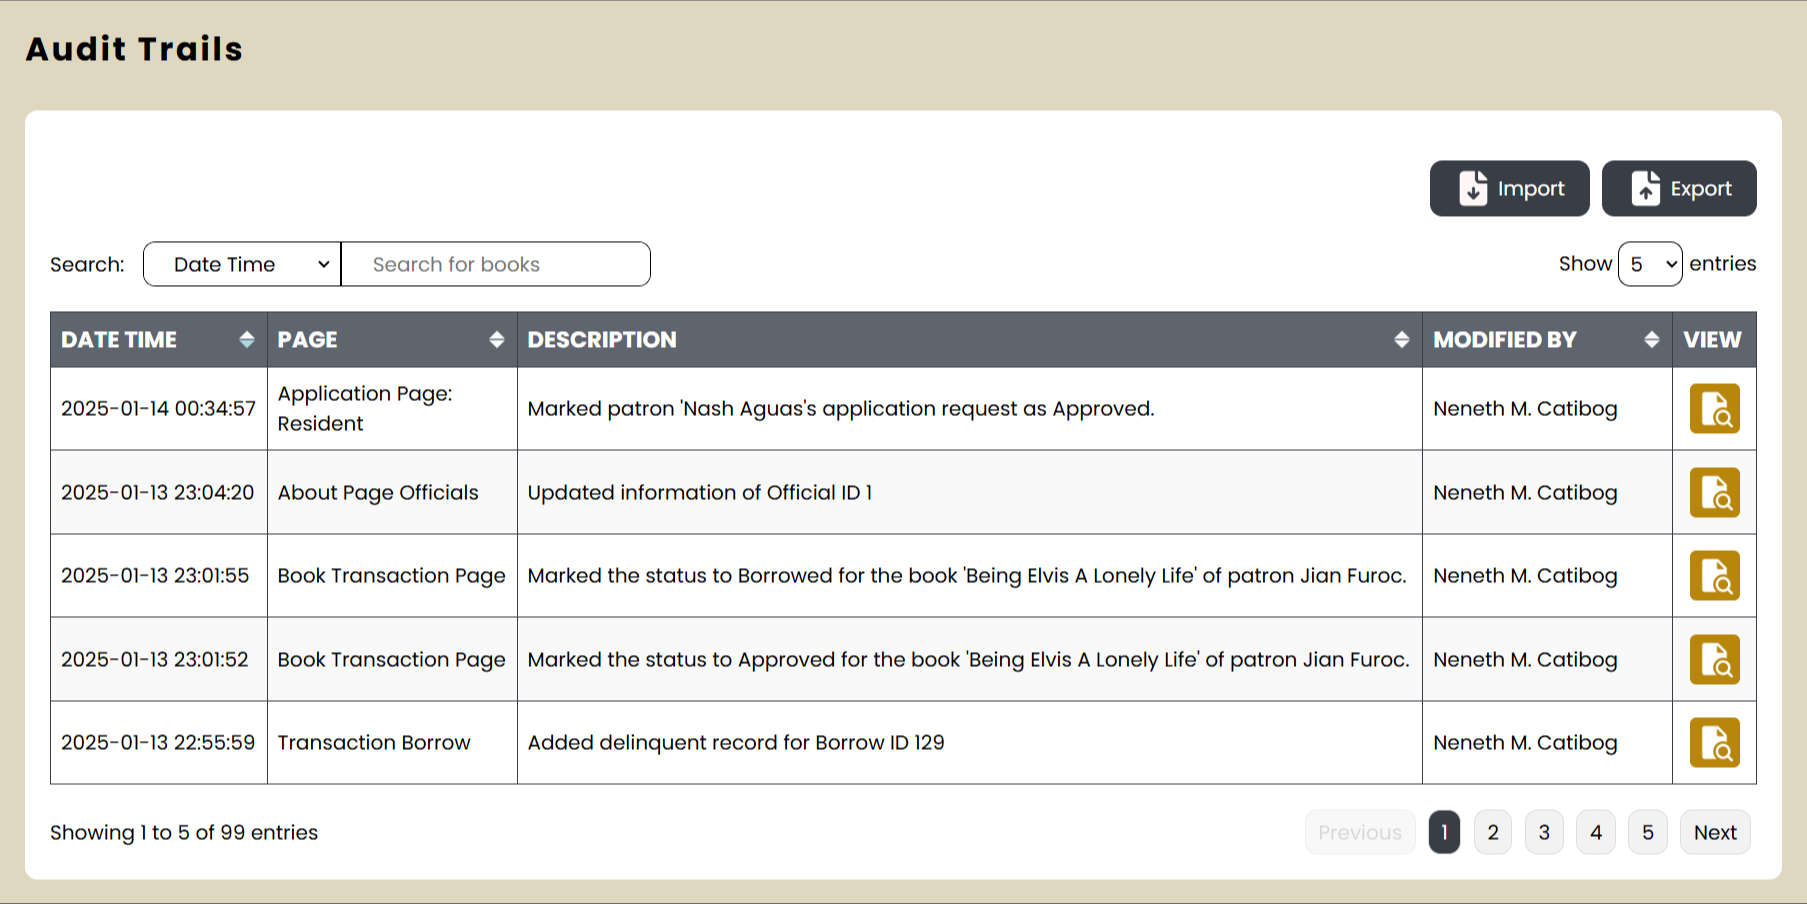 Audit Trails
Import Export
Search: Date Time Search for books Show 5 entries
DATE TIME PAGE DESCRIPTION MODIFIED BY VIEW
2025-01-14 00:34:57 Application Page: Resident Marked patron 'Nash Aguas's application request as Approved. Neneth M. Catibog
2025-01-13 23:04:20 About Page Officials Updated information of Official ID 1 Neneth M. Catibog
2025-01-13 23:01:55 Book Transaction Page Marked the status to Borrowed for the book 'Being Elvis A Lonely Life' of patron Jian Furoc. Neneth M. Catibog
2025-01-13 23:01:52 Book Transaction Page Marked the status to Approved for the book 'Being Elvis A Lonely Life' of patron Jian Furoc. Neneth M. Catibog
2025-01-13 22:55:59 Transaction Borrow Added delinquent record for Borrow ID 129 Neneth M. Catibog
Showing 1 to 5 of 99 entries Previous 1 2 3 4 5 Next